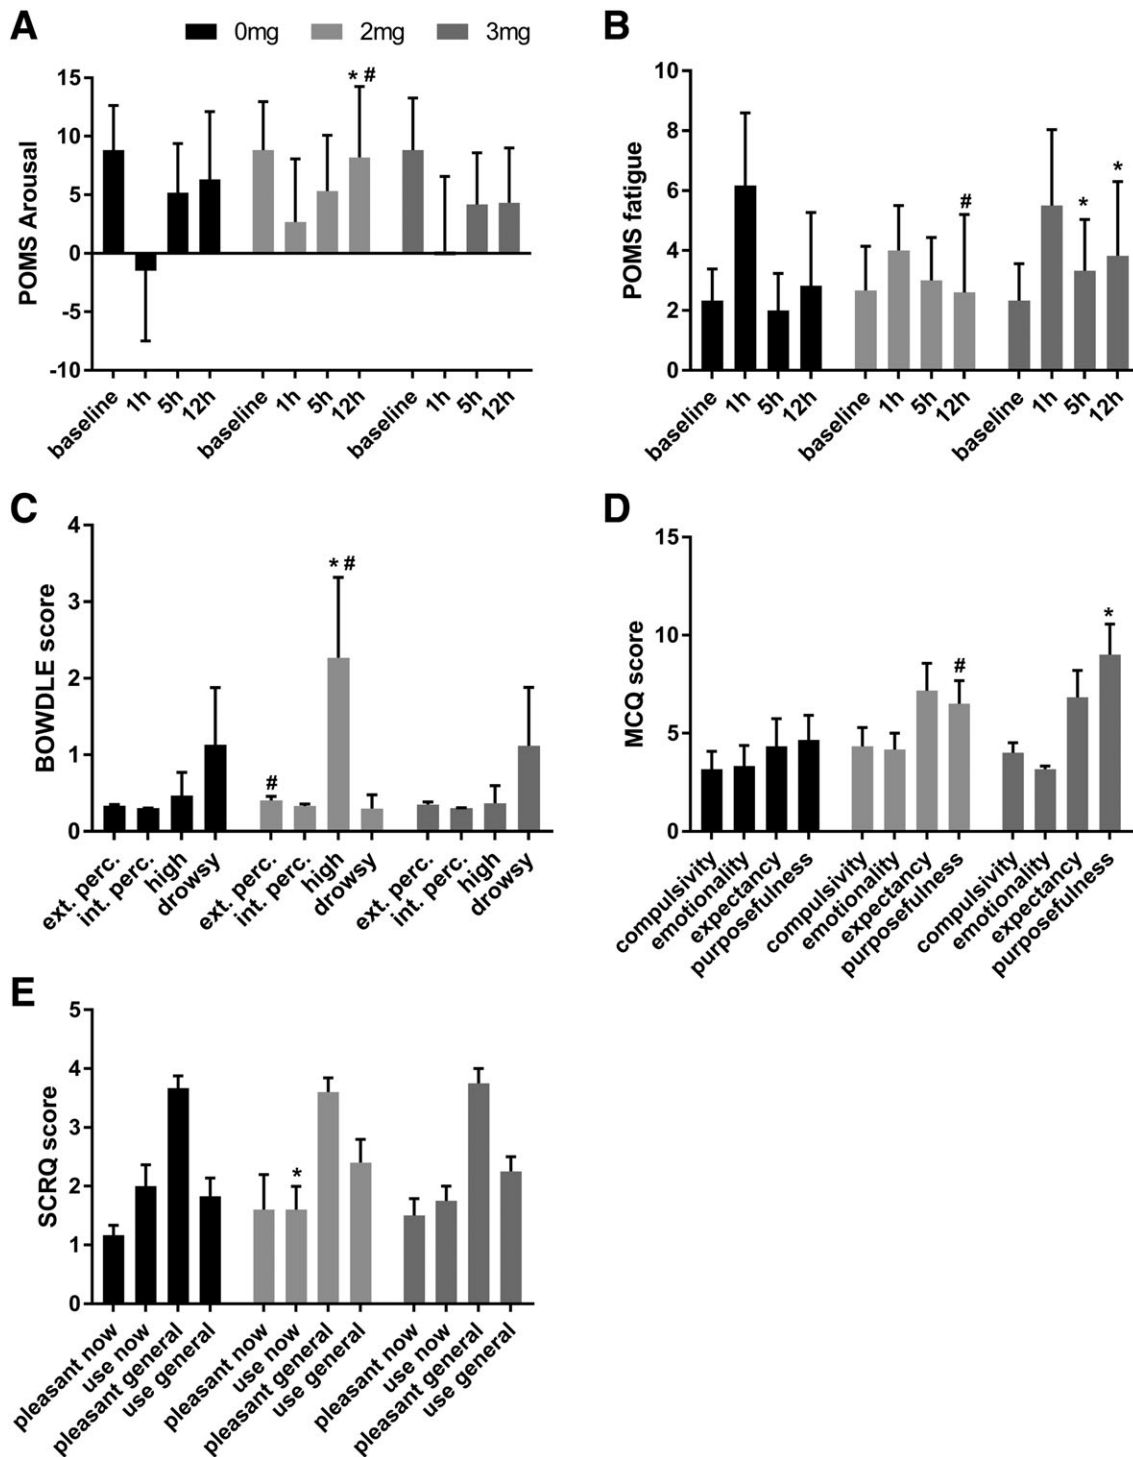 A
0mg 2mg 3mg
POMS Arousal
15
10
5
0
-5
-10
* #
baseline 1h 5h 12h baseline 1h 5h 12h baseline 1h 5h 12h
B
POMS fatigue
10
8
6
4
2
0
# * *
baseline 1h 5h 12h baseline 1h 5h 12h baseline 1h 5h 12h
C
BOWDLE score
4
3
2
1
0
# * #
ext. perc. int. perc. high drowsy ext. perc. int. perc. high drowsy ext. perc. int. perc. high drowsy
D
MCQ score
15
10
5
0
# *
compulsivity emotionality expectancy purposefulness compulsivity emotionality expectancy purposefulness compulsivity emotionality expectancy purposefulness
E
SCRQ score
5
4
3
2
1
0
*
pleasant now use now pleasant general use general pleasant now use now pleasant general use general pleasant now use now pleasant general use general